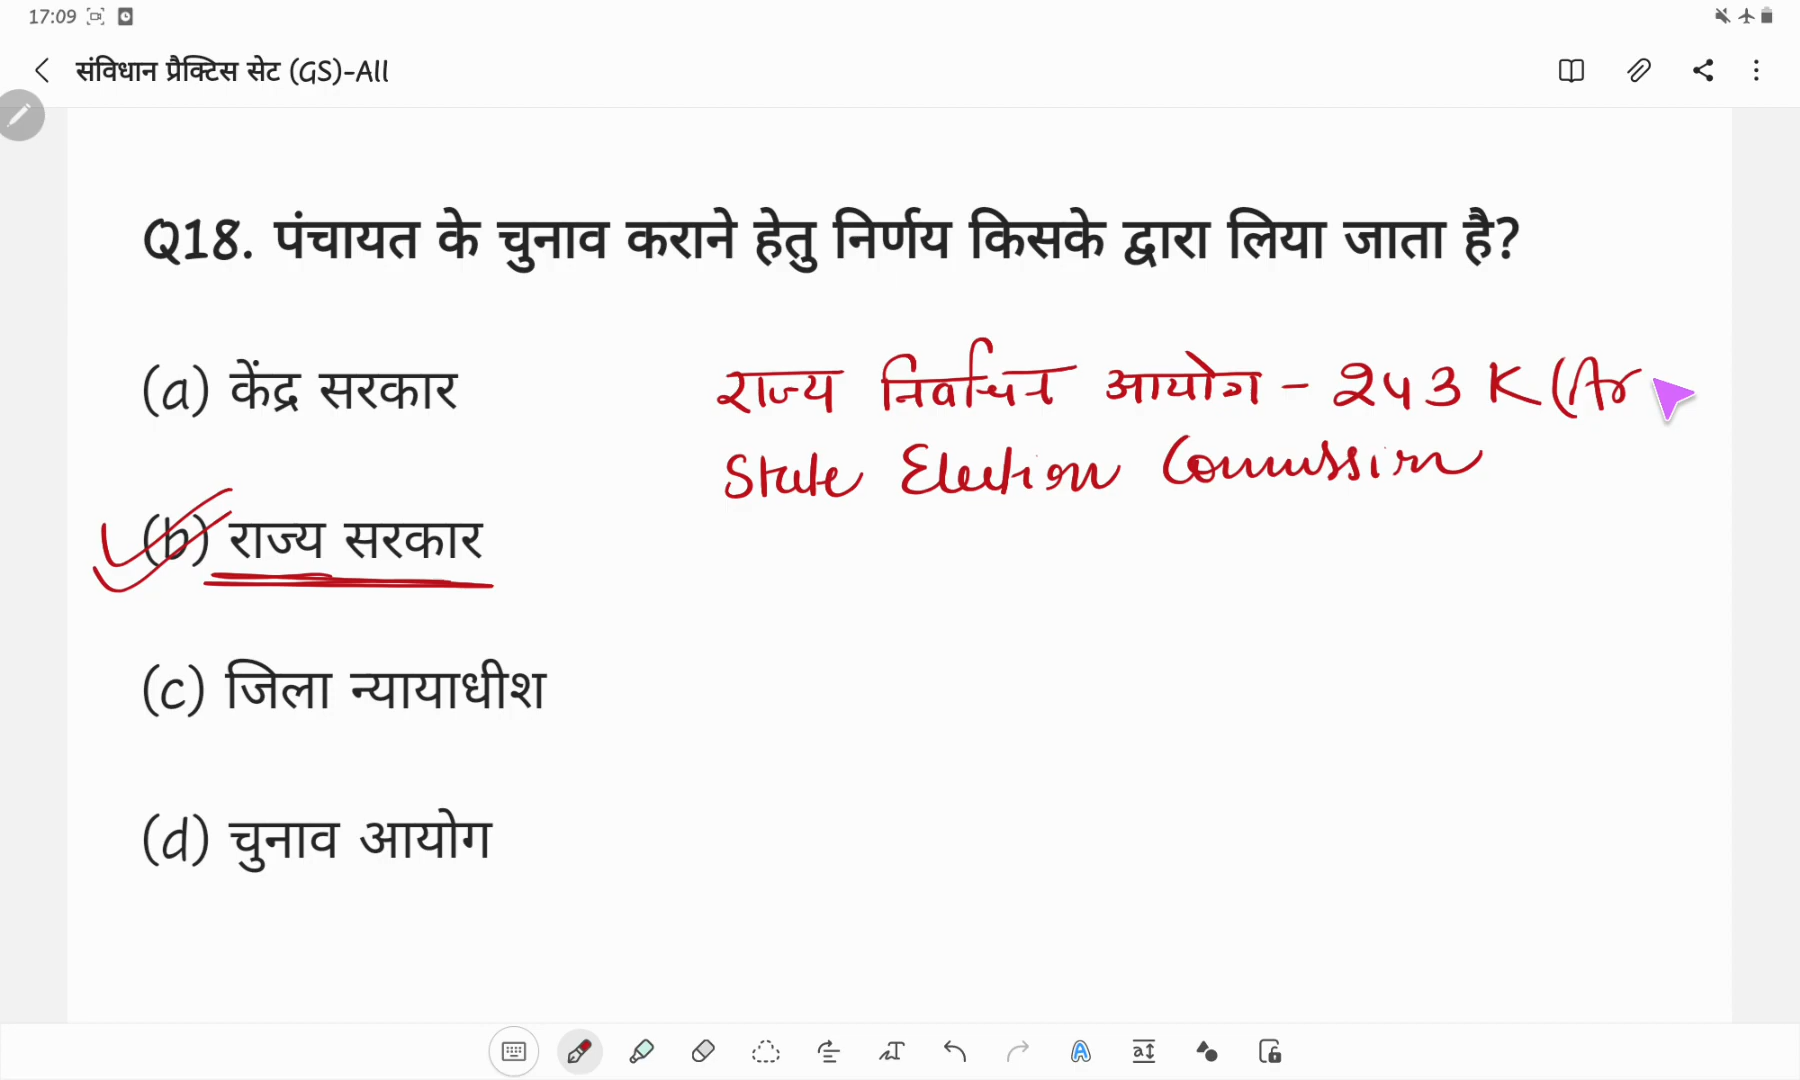 17:09
संविधान प्रैक्टिस सेट (GS)-All
Q18. पंचायत के चुनाव कराने हेतु निर्णय किसके द्वारा लिया जाता है?
(a) केंद्र सरकार
राज्य निर्वाचन आयोग - 243 K (Ar
State Election Commission
(b) राज्य सरकार
(c) जिला न्यायाधीश
(d) चुनाव आयोग